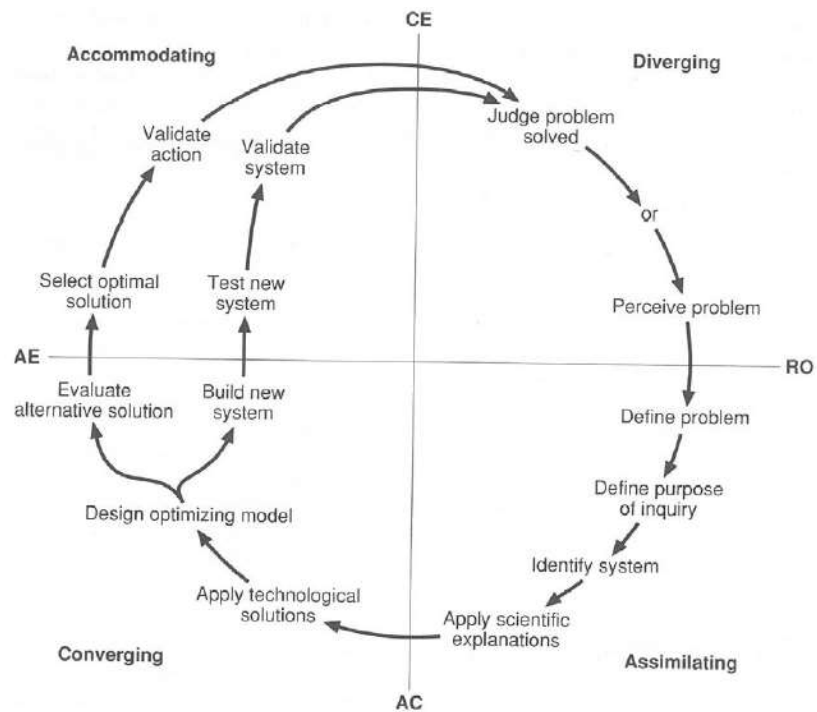 CE
Accommodating
Diverging
Judge problem
solved
Validate
action
Validate
system
or
Select optimal
solution
Test new
system
Perceive problem
AE
RO
Evaluate
alternative solution
Build new
system
Define problem
Define purpose
of inquiry
Design optimizing model
Identify system
Apply technological
solutions
Apply scientific
explanations
Converging
Assimilating
AC